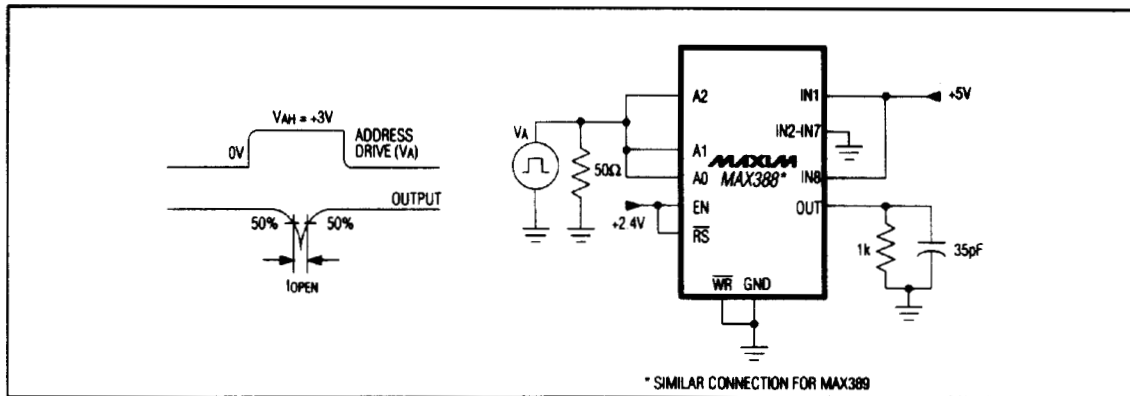 VAH = +3V
0V
ADDRESS
DRIVE (VA)
OUTPUT
50%
50%
tOPEN
VA
50Ω
+2.4V
A2
A1
A0
EN
RS
WR GND
MAXIM
MAX388*
IN1
IN2-IN7
IN8
OUT
+5V
1k
35pF
* SIMILAR CONNECTION FOR MAX389